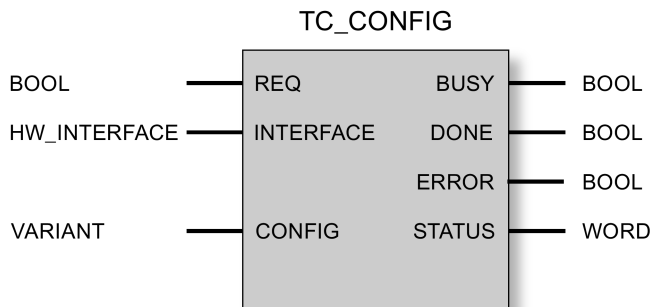 TC_CONFIG
BOOL REQ BUSY BOOL
HW_INTERFACE INTERFACE DONE BOOL
ERROR BOOL
VARIANT CONFIG STATUS WORD